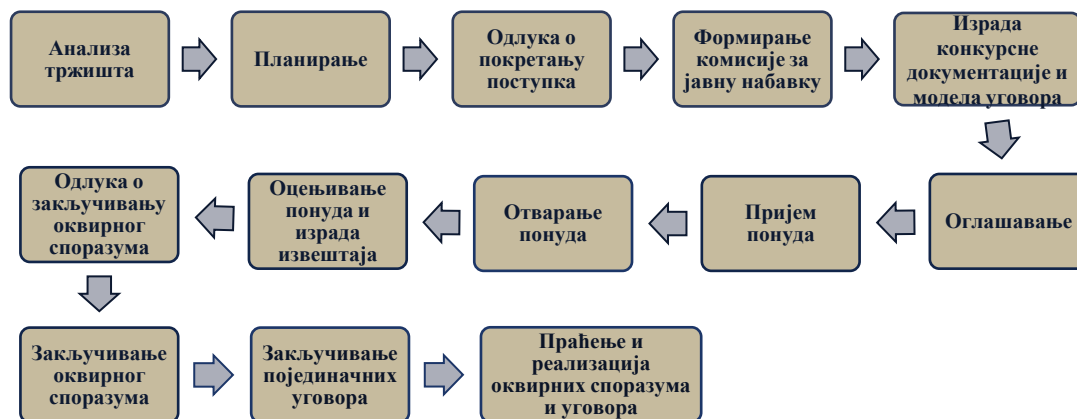 Анализа
тржишта
Планирање
Одлука о
покретању
поступка
Формирање
комисије за
јавну набавку
Израда
конкурсне
документације и
модела уговора
Оглашавање
Пријем
понуда
Отварање
понуда
Оцењивање
понуда и
израда
извештаја
Одлука о
закључивању
оквирног
споразума
Закључивање
оквирног
споразума
Закључивање
појединачних
уговора
Праћење и
реализација
оквирних споразума
и уговора